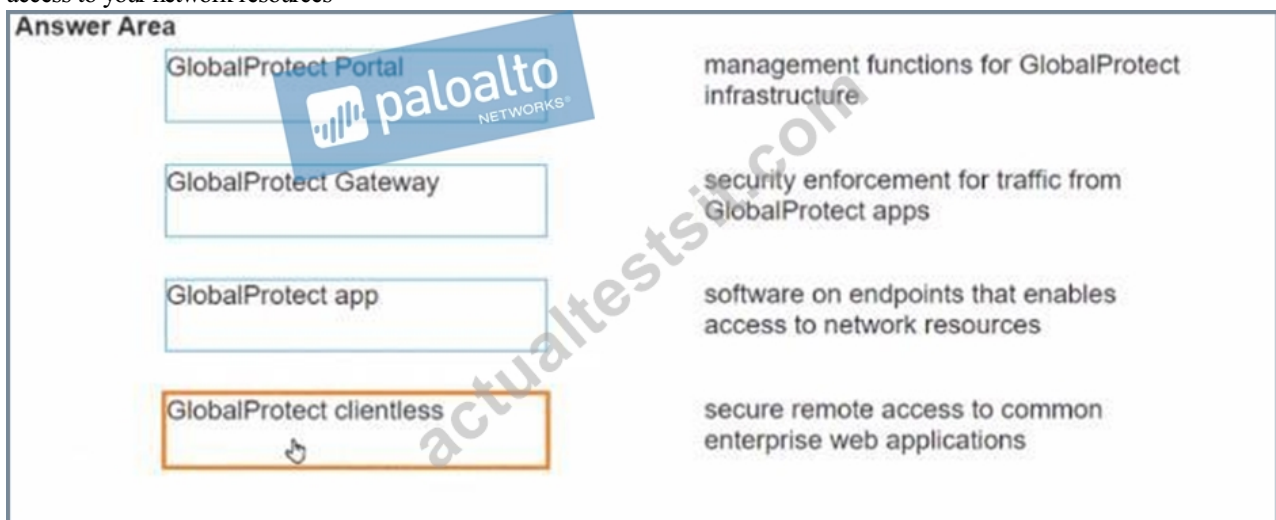 access to your network resources
Answer Area
GlobalProtect Portal
management functions for GlobalProtect
infrastructure
paloalto
NETWORKS®
GlobalProtect Gateway
security enforcement for traffic from
GlobalProtect apps
GlobalProtect app
software on endpoints that enables
access to network resources
GlobalProtect clientless
secure remote access to common
enterprise web applications
actualtestsit.com